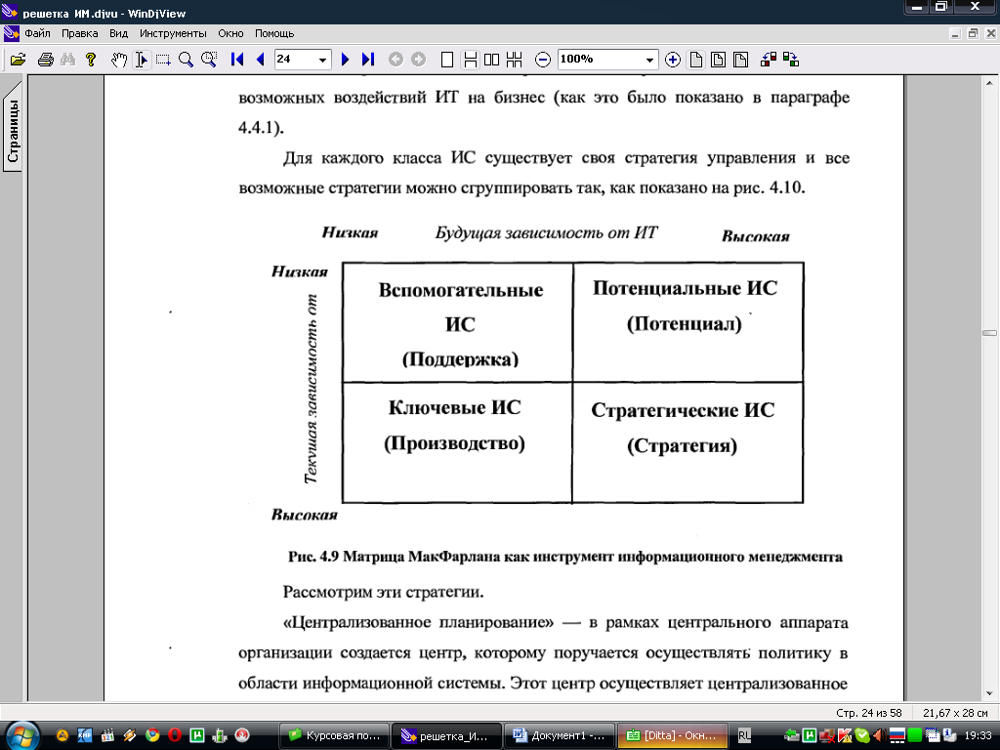 решетка ИМ.djvu - WinDjView
Файл Правка Вид Инструменты Окно Помощь
24 100%
Страницы
возможных воздействий ИТ на бизнес (как это было показано в параграфе
4.4.1).
Для каждого класса ИС существует своя стратегия управления и все
возможные стратегии можно сгруппировать так, как показано на рис. 4.10.
Низкая Будущая зависимость от ИТ Высокая
Низкая
Текущая зависимость от
Вспомогательные
ИС
(Поддержка)
Потенциальные ИС
(Потенциал)
Ключевые ИС
(Производство)
Стратегические ИС
(Стратегия)
Высокая
Рис. 4.9 Матрица МакФарлана как инструмент информационного менеджмента
Рассмотрим эти стратегии.
«Централизованное планирование» — в рамках центрального аппарата
организации создается центр, которому поручается осуществлять политику в
области информационной системы. Этот центр осуществляет централизованное
Стр. 24 из 58 21,67 x 28 см
Курсовая по... решетка_И... Документ1 -... [Ditta] - Окн... RL 19:33